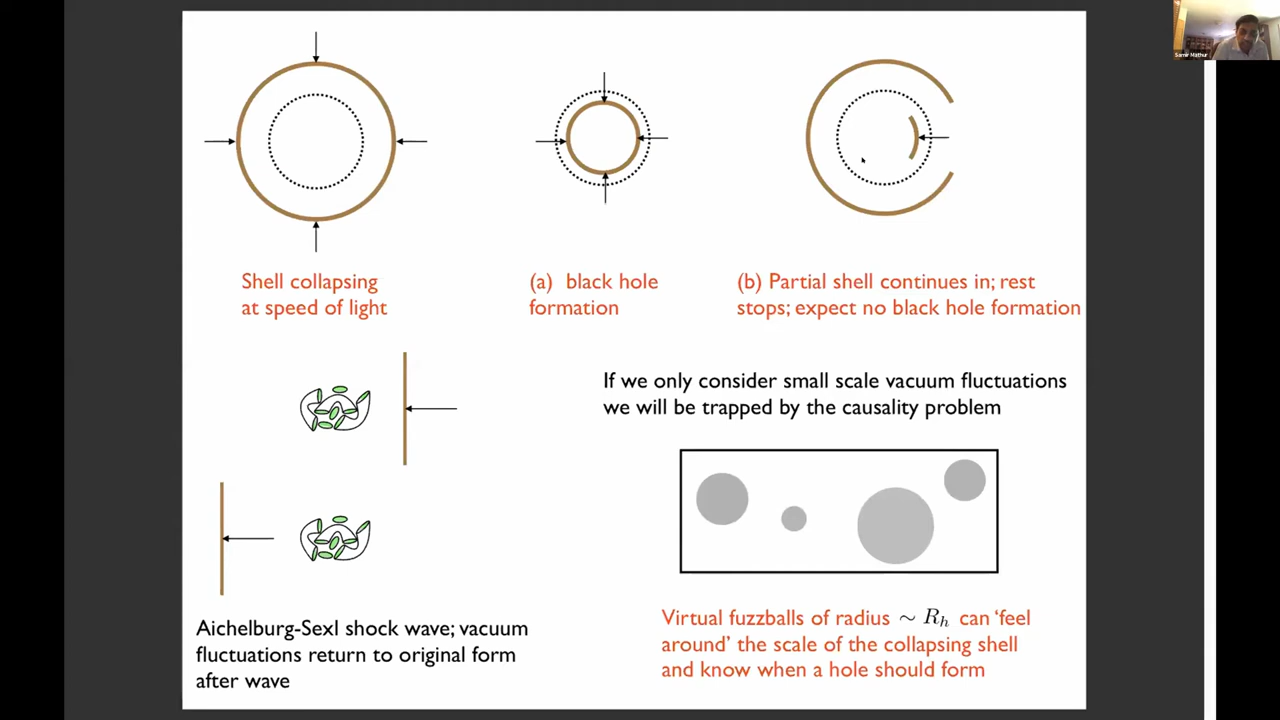 Samir Mathur
Shell collapsing
at speed of light
(a) black hole
formation
(b) Partial shell continues in; rest
stops; expect no black hole formation
If we only consider small scale vacuum fluctuations
we will be trapped by the causality problem
Aichelburg-Sexl shock wave; vacuum
fluctuations return to original form
after wave
Virtual fuzzballs of radius ∼ R_h can ‘feel
around’ the scale of the collapsing shell
and know when a hole should form